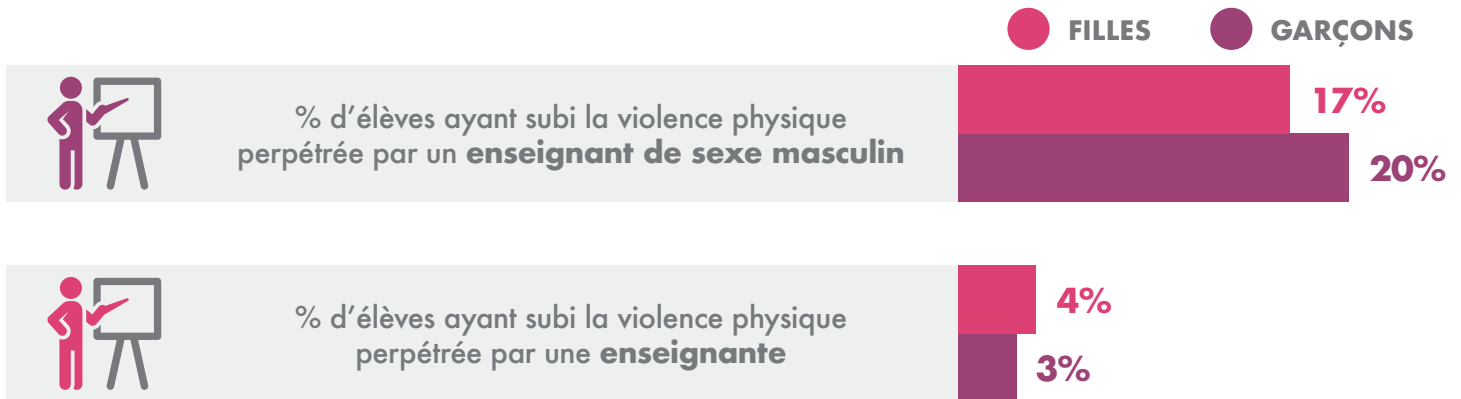 FILLES GARÇONS
% d’élèves ayant subi la violence physique
perpétrée par un enseignant de sexe masculin
17%
20%
% d’élèves ayant subi la violence physique
perpétrée par une enseignante
4%
3%